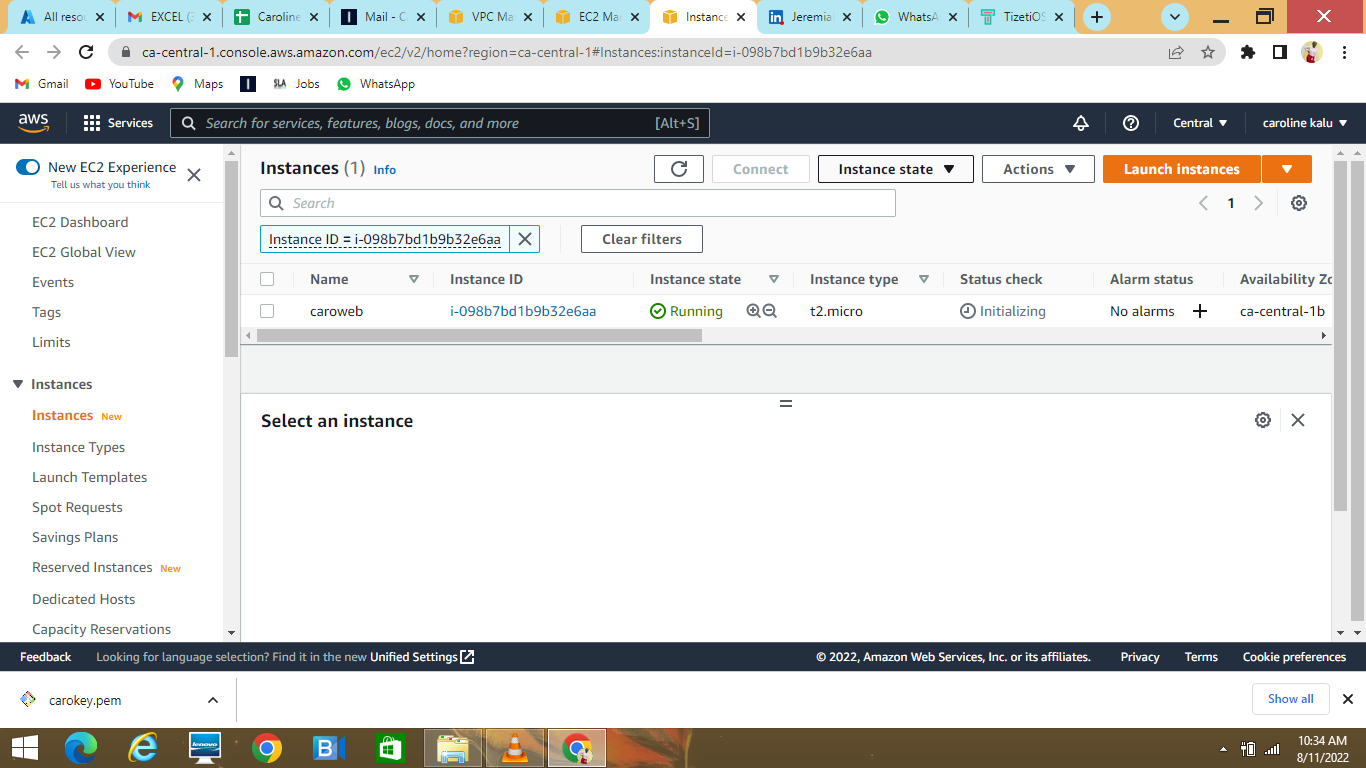 All resou
EXCEL (3
Caroline
Mail - C
VPC Ma
EC2 Mar
Instance
Jeremia
WhatsA
TizetiOS
ca-central-1.console.aws.amazon.com/ec2/v2/home?region=ca-central-1#Instances:instanceId=i-098b7bd1b9b32e6aa
Gmail YouTube Maps SLA Jobs WhatsApp
aws Services Search for services, features, blogs, docs, and more [Alt+S] Central caroline kalu
New EC2 Experience
Tell us what you think
EC2 Dashboard
EC2 Global View
Events
Tags
Limits
Instances
Instances New
Instance Types
Launch Templates
Spot Requests
Savings Plans
Reserved Instances New
Dedicated Hosts
Capacity Reservations
Instances (1) Info Connect Instance state Actions Launch instances
Search 1
Instance ID = i-098b7bd1b9b32e6aa Clear filters
Name Instance ID Instance state Instance type Status check Alarm status Availability Zo
caroweb i-098b7bd1b9b32e6aa Running t2.micro Initializing No alarms ca-central-1b
Select an instance
Feedback Looking for language selection? Find it in the new Unified Settings © 2022, Amazon Web Services, Inc. or its affiliates. Privacy Terms Cookie preferences
carokey.pem Show all
lenovo
10:34 AM
8/11/2022